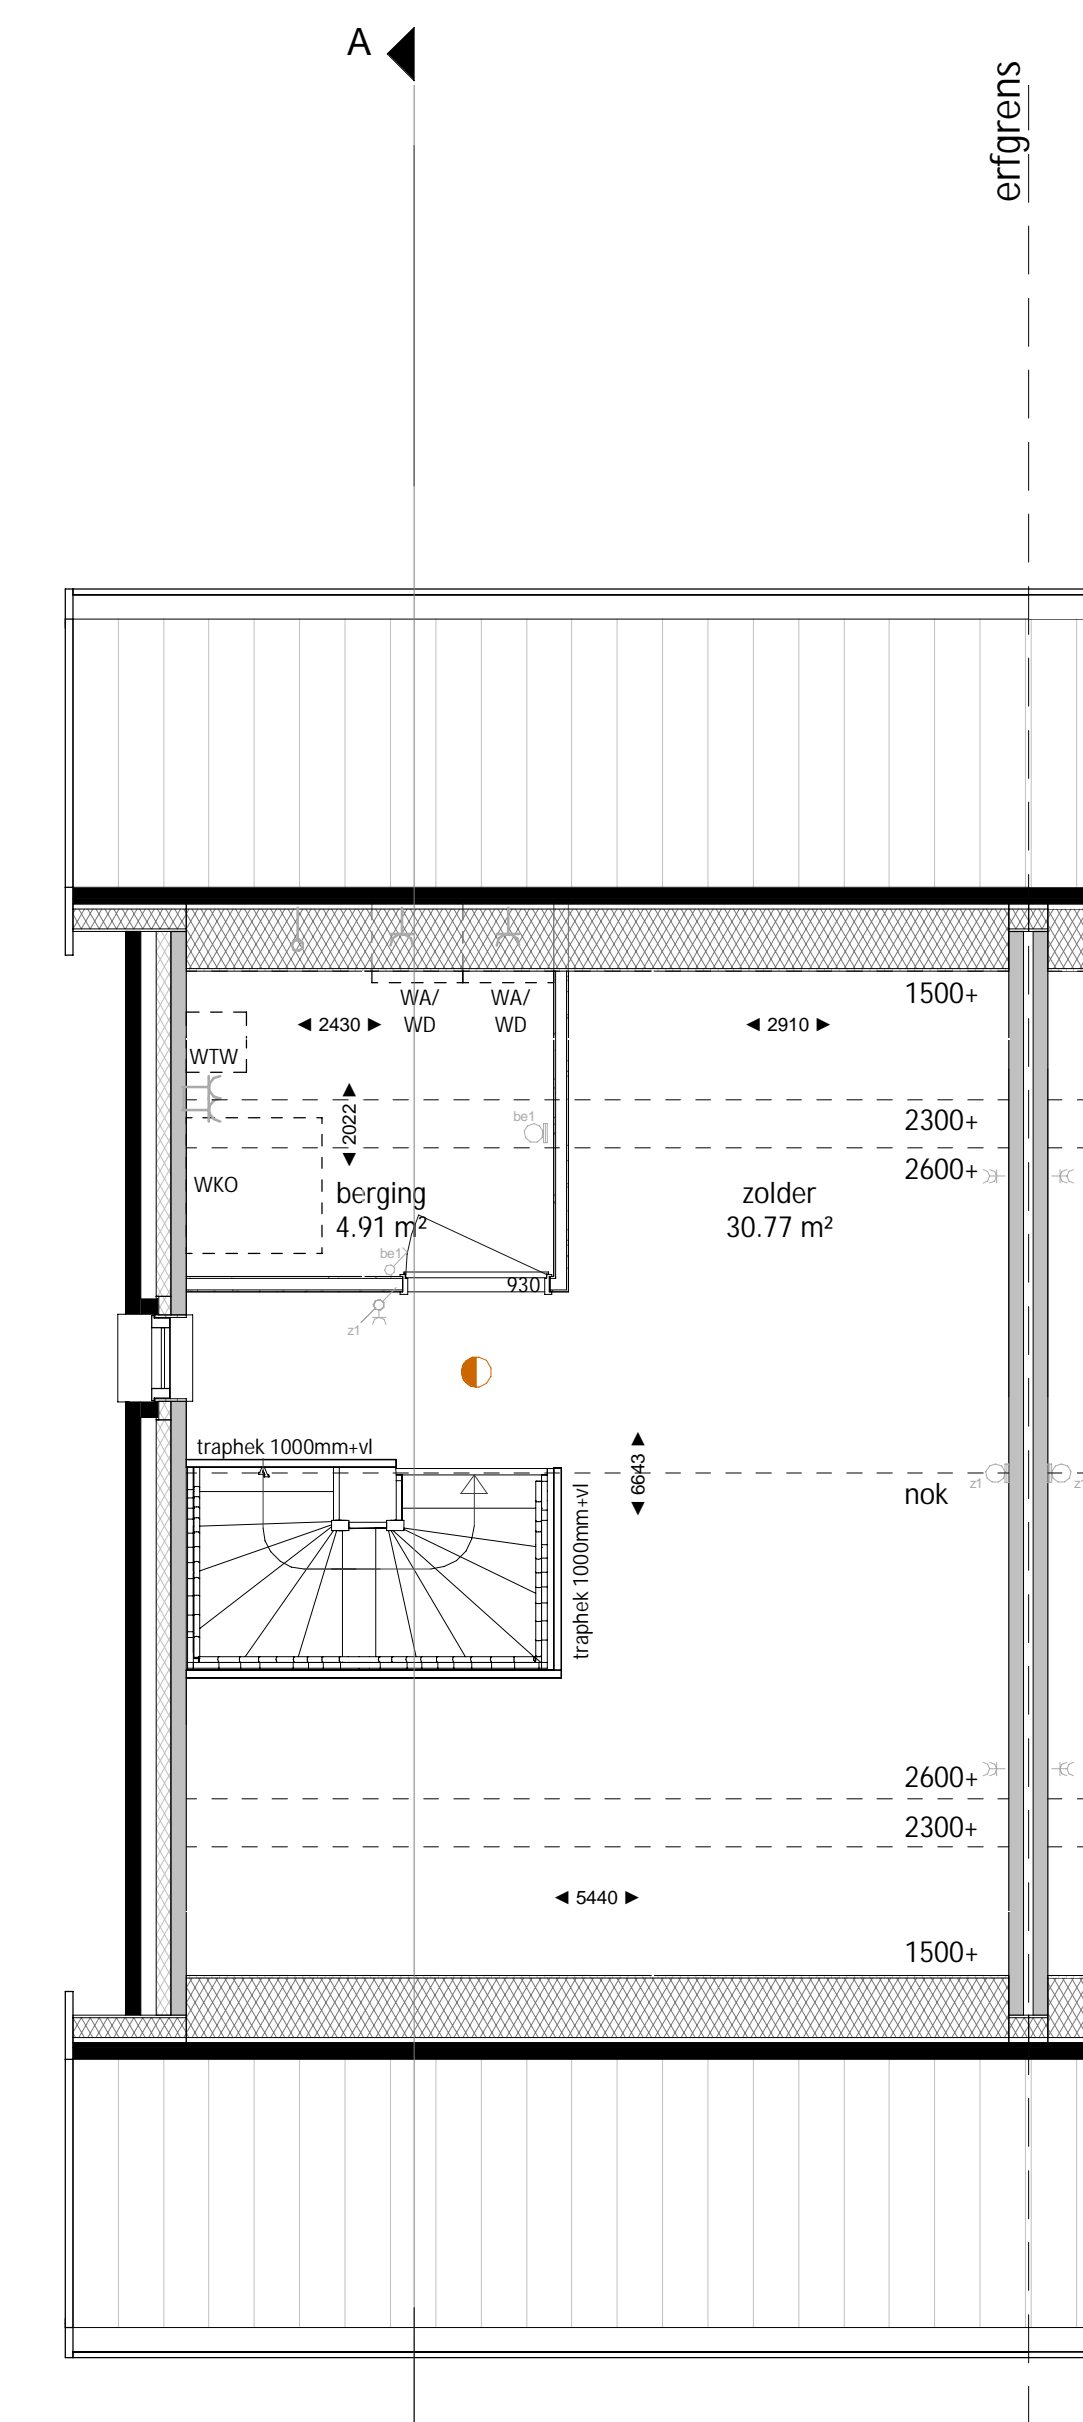 A
erfgrens
1500+
WA/
WD
WA/
WD
2430
2910
WTW
2022
be1
2300+
2600+
WKO
berging
4.91 m²
zolder
30.77 m²
be1
930
z1
traphek 1000mm+vl
6643
traphek 1000mm+vl
nok
z1
z1
2600+
2300+
5440
1500+